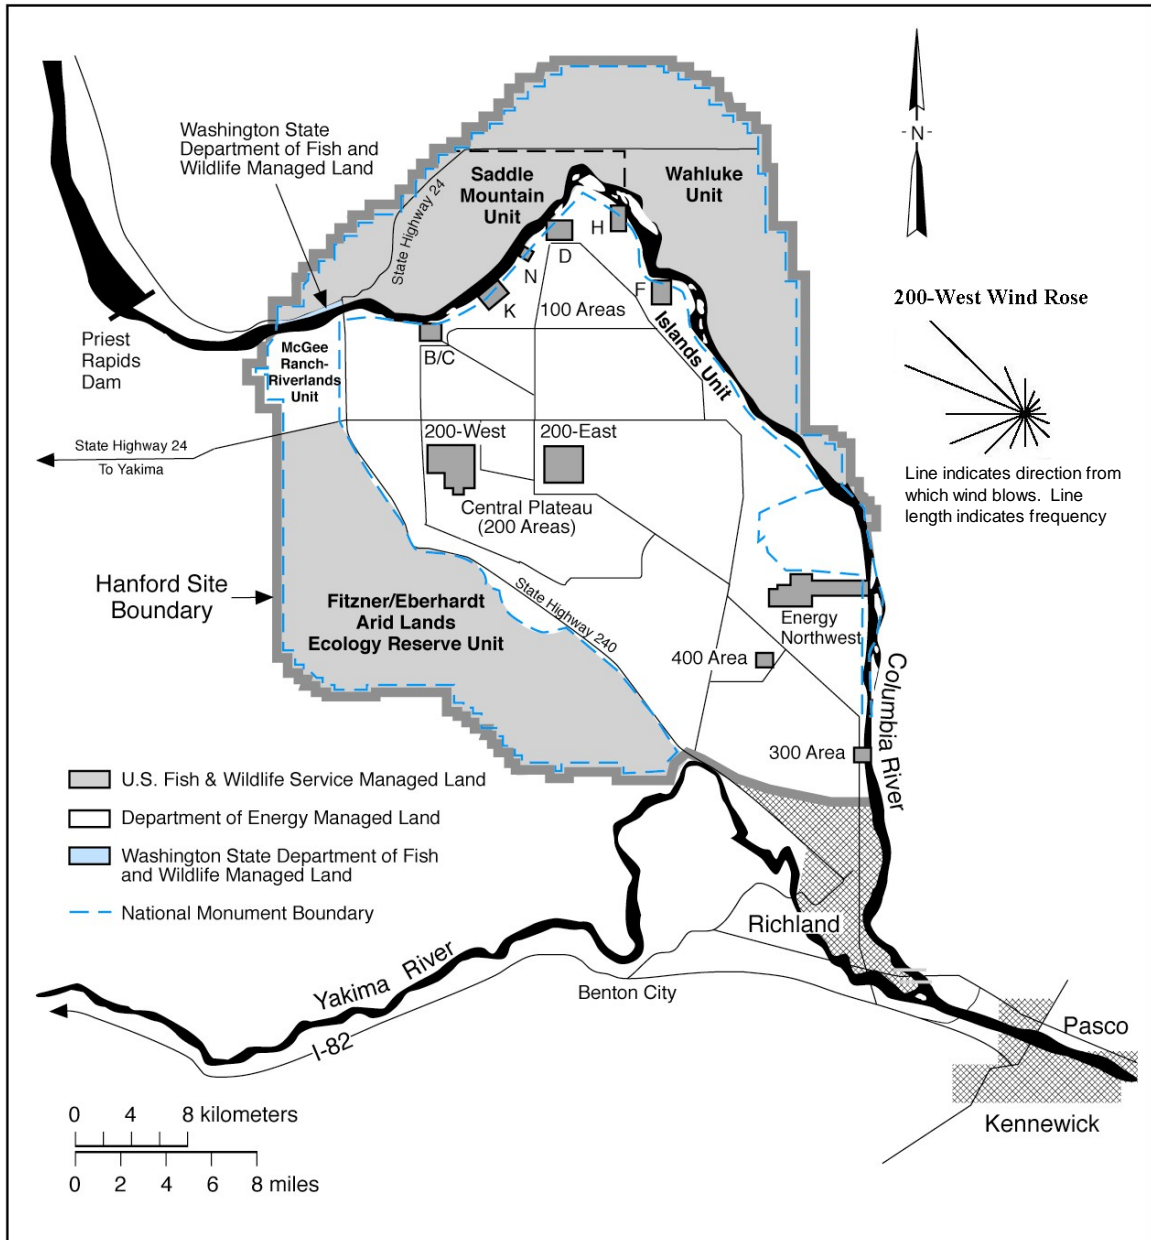 Washington State
Department of Fish and
Wildlife Managed Land
Saddle
Mountain
Unit
Wahluke
Unit
-N-
State Highway 24
H
D
N
K
F
100 Areas
B/C
Islands Unit
200-West Wind Rose
Priest
Rapids
Dam
McGee
Ranch-
Riverlands
Unit
State Highway 24
To Yakima
200-West
200-East
Central Plateau
(200 Areas)
Line indicates direction from
which wind blows. Line
length indicates frequency
Hanford Site
Boundary
Fitzner/Eberhardt
Arid Lands
Ecology Reserve Unit
State Highway 240
Energy
Northwest
400 Area
300 Area
Columbia River
U.S. Fish & Wildlife Service Managed Land
Department of Energy Managed Land
Washington State Department of Fish
and Wildlife Managed Land
National Monument Boundary
Richland
Yakima River
Benton City
I-82
Pasco
Kennewick
0 4 8 kilometers
0 2 4 6 8 miles